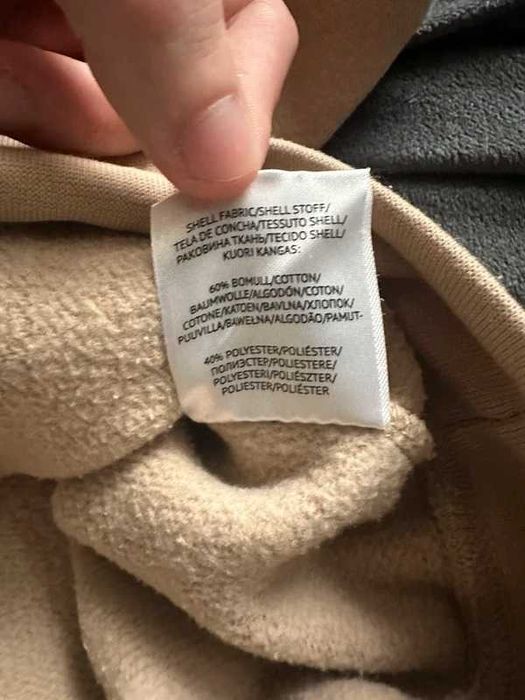 SHELL FABRIC/SHELL STOFF/
TELA DE CONCHA/TESSUTO SHELL/
РАКОВИНА ТКАНЬ/TECIDO SHELL/
KUORI KANGAS:
60% BOMULL/COTTON/
BAUMWOLLE/ALGODÓN/COTON/
COTONE/KATOEN/BAVLNA/ХЛОПОК/
PUUVILLA/BAWEŁNA/ALGODÃO/PAMUT-
40% POLYESTER/POLIÉSTER/
ПОЛИЭСТЕР/POLIESTERE/
POLYESTERI/POLIÉSZTER/
POLIESTER/POLIÉSTER